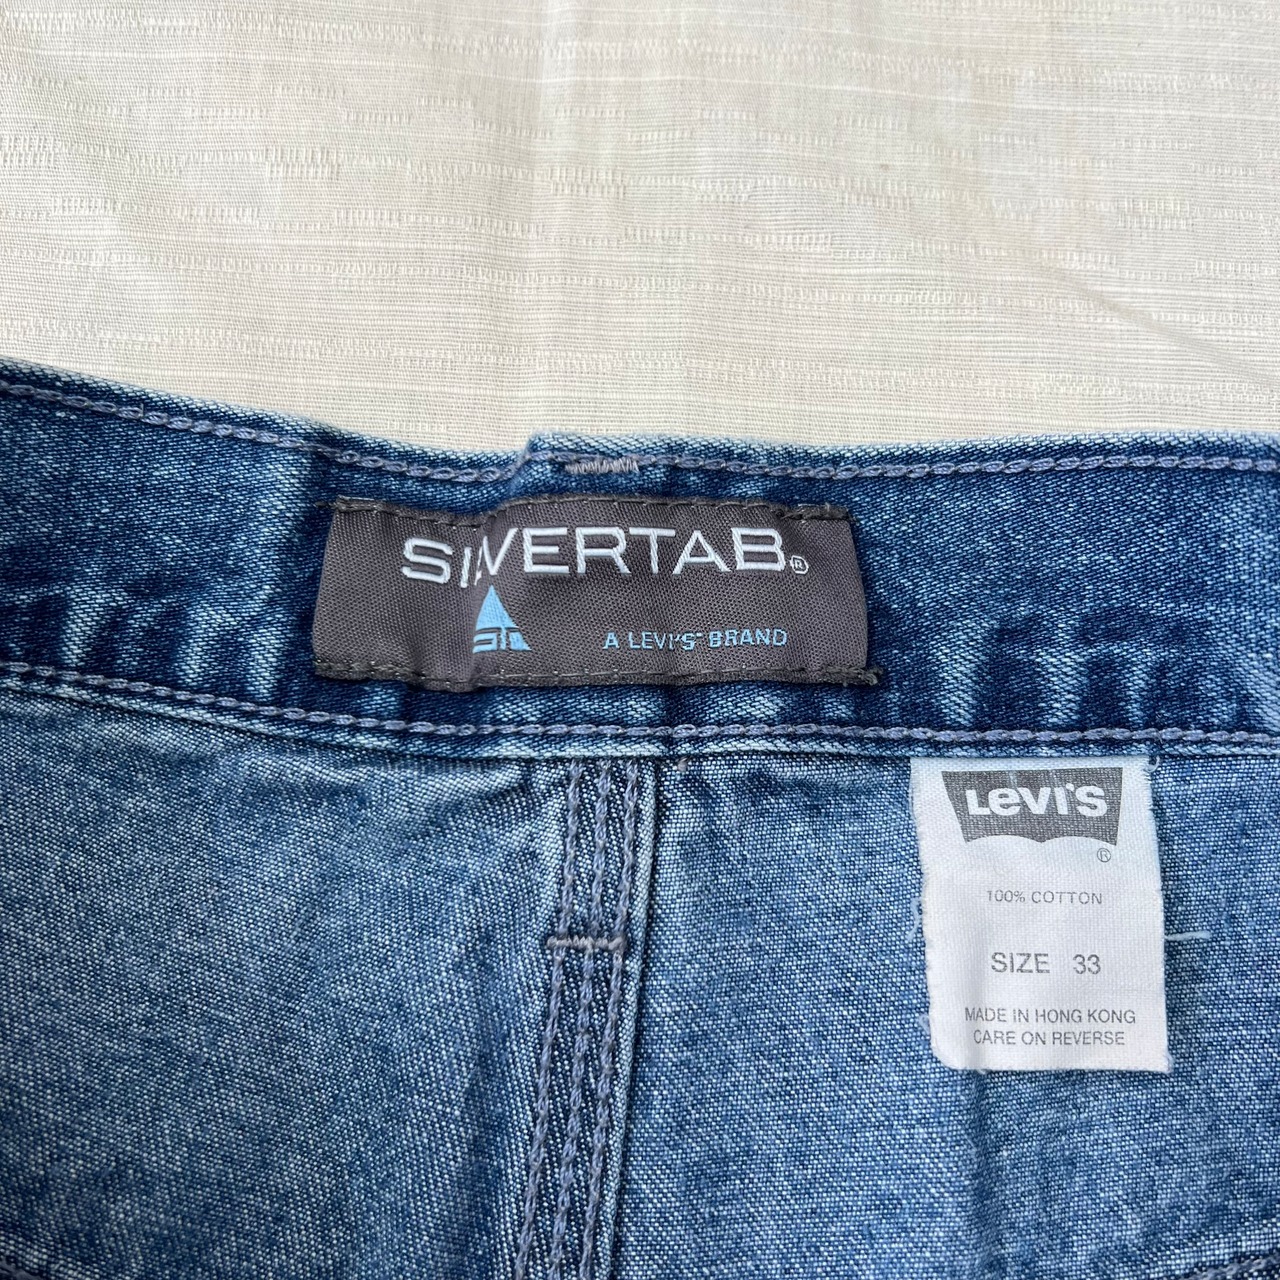 SILVERTAB®
A LEVI'S® BRAND
LEVI'S
®
100% COTTON
SIZE 33
MADE IN HONG KONG
CARE ON REVERSE